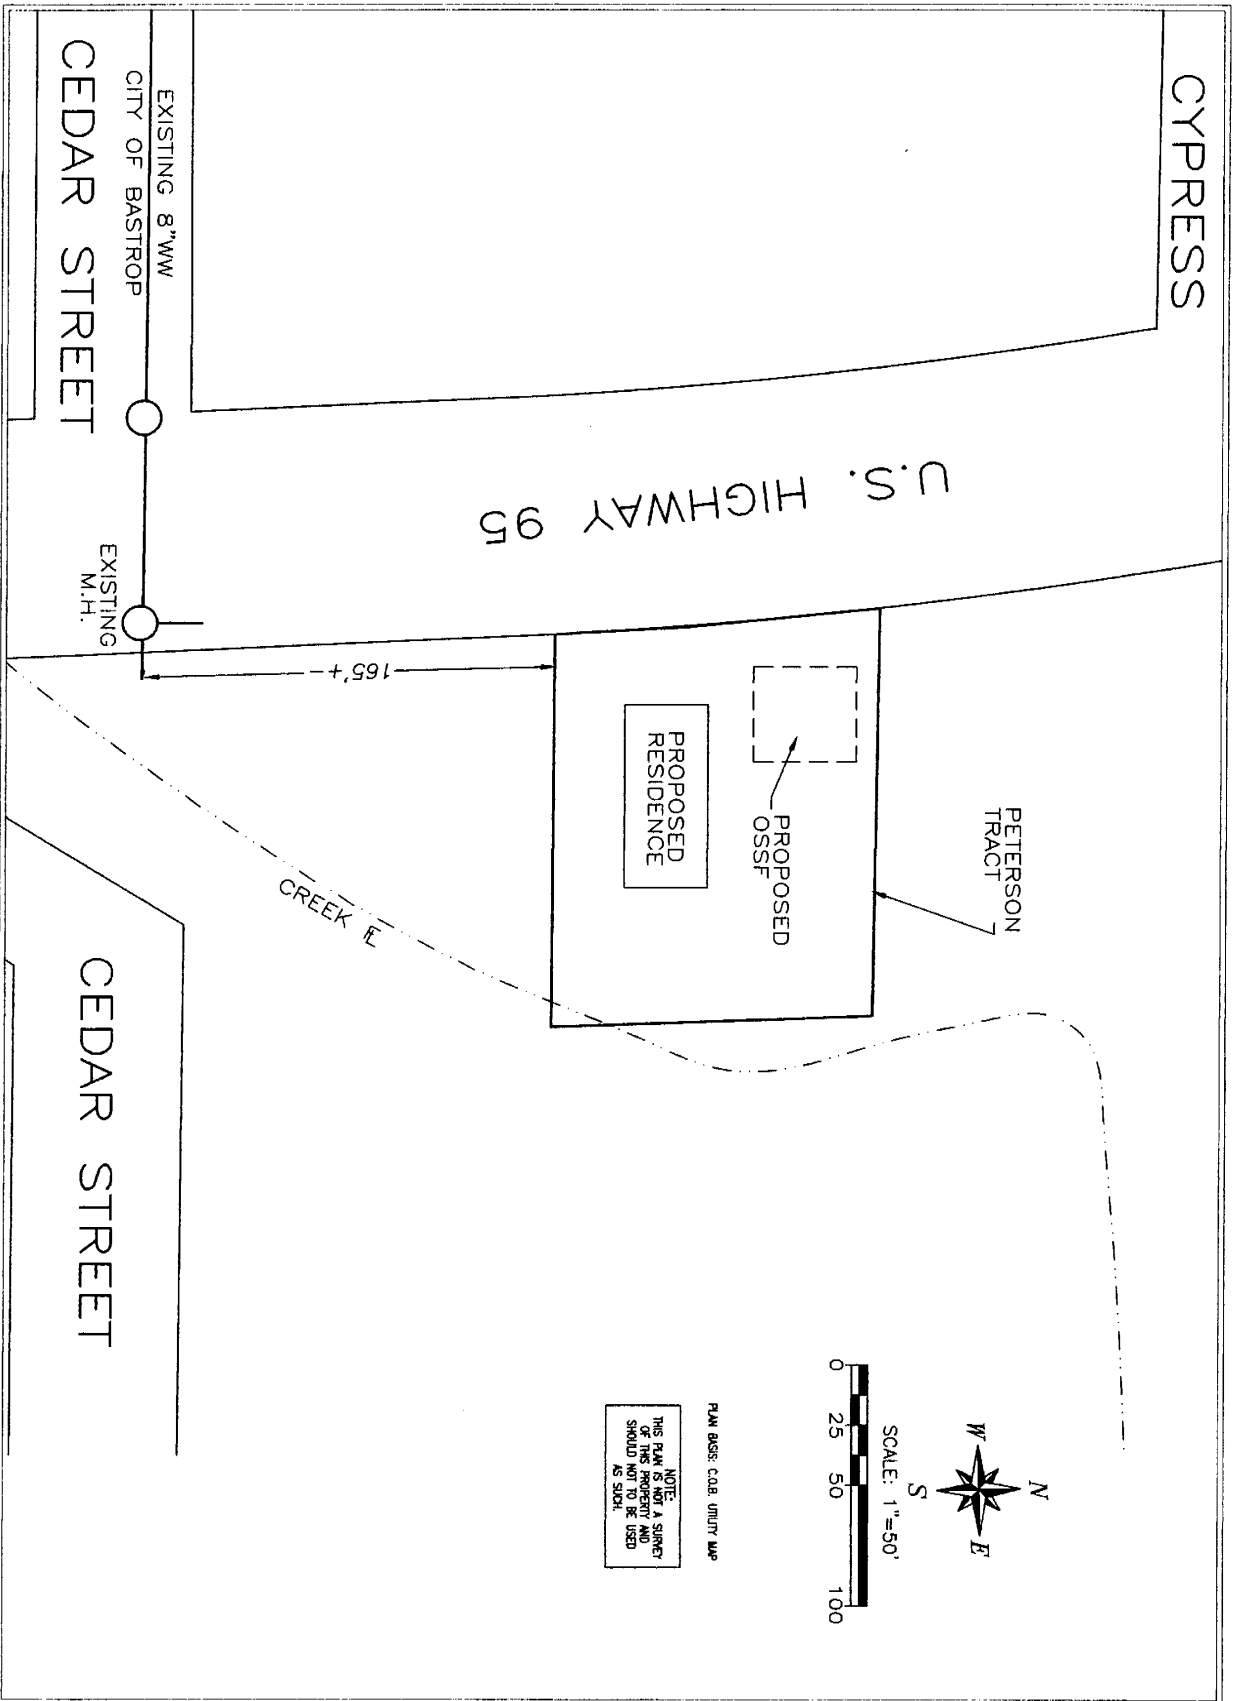 CYPRESS
U.S. HIGHWAY 95
EXISTING 8"WW
CITY OF BASTROP
CEDAR STREET
EXISTING
M.H.
165'+-
PETERSON
TRACT
PROPOSED
OSSF
PROPOSED
RESIDENCE
CREEK ℄
CEDAR STREET
N
W
E
S
SCALE: 1"=50'
0 25 50 100
PLAN BASIS: C.O.B. UTILITY MAP
NOTE:
THIS PLAN IS NOT A SURVEY
OF THIS PROPERTY AND
SHOULD NOT TO BE USED
AS SUCH.